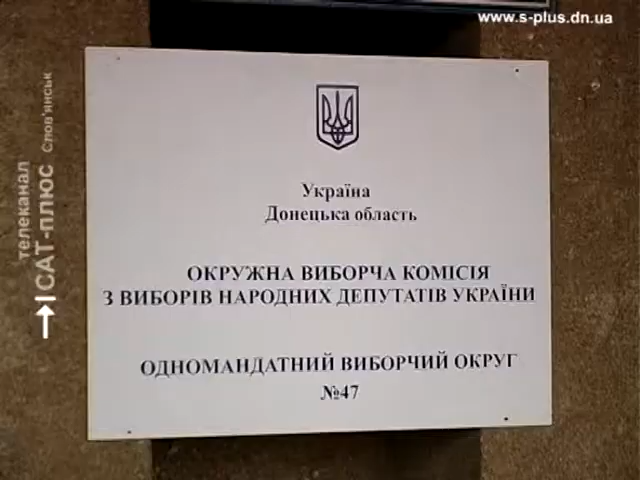 www.s-plus.dn.ua
Україна
Донецька область
ОКРУЖНА ВИБОРЧА КОМІСІЯ
З ВИБОРІВ НАРОДНИХ ДЕПУТАТІВ УКРАЇНИ
ОДНОМАНДАТНИЙ ВИБОРЧИЙ ОКРУГ
№47
телеканал
САТ-плюс
Слов'янськ